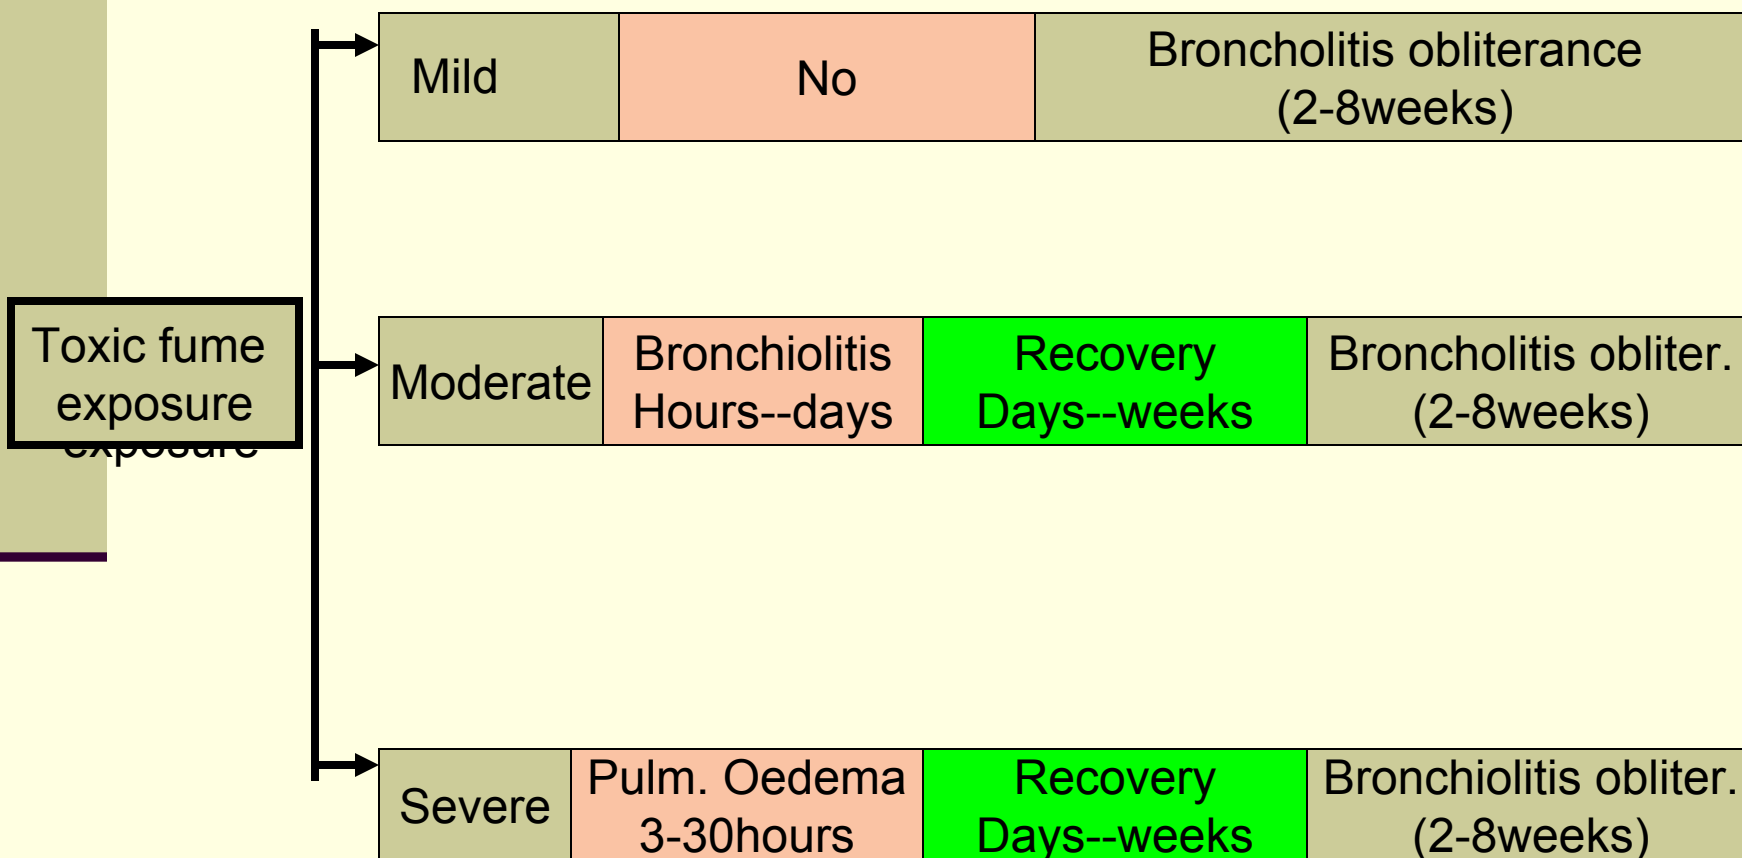 Mild
No
Broncholitis obliterance
(2-8weeks)
Toxic fume
exposure
exposure
Moderate
Bronchiolitis
Hours--days
Recovery
Days--weeks
Broncholitis obliter.
(2-8weeks)
Severe
Pulm. Oedema
3-30hours
Recovery
Days--weeks
Bronchiolitis obliter.
(2-8weeks)